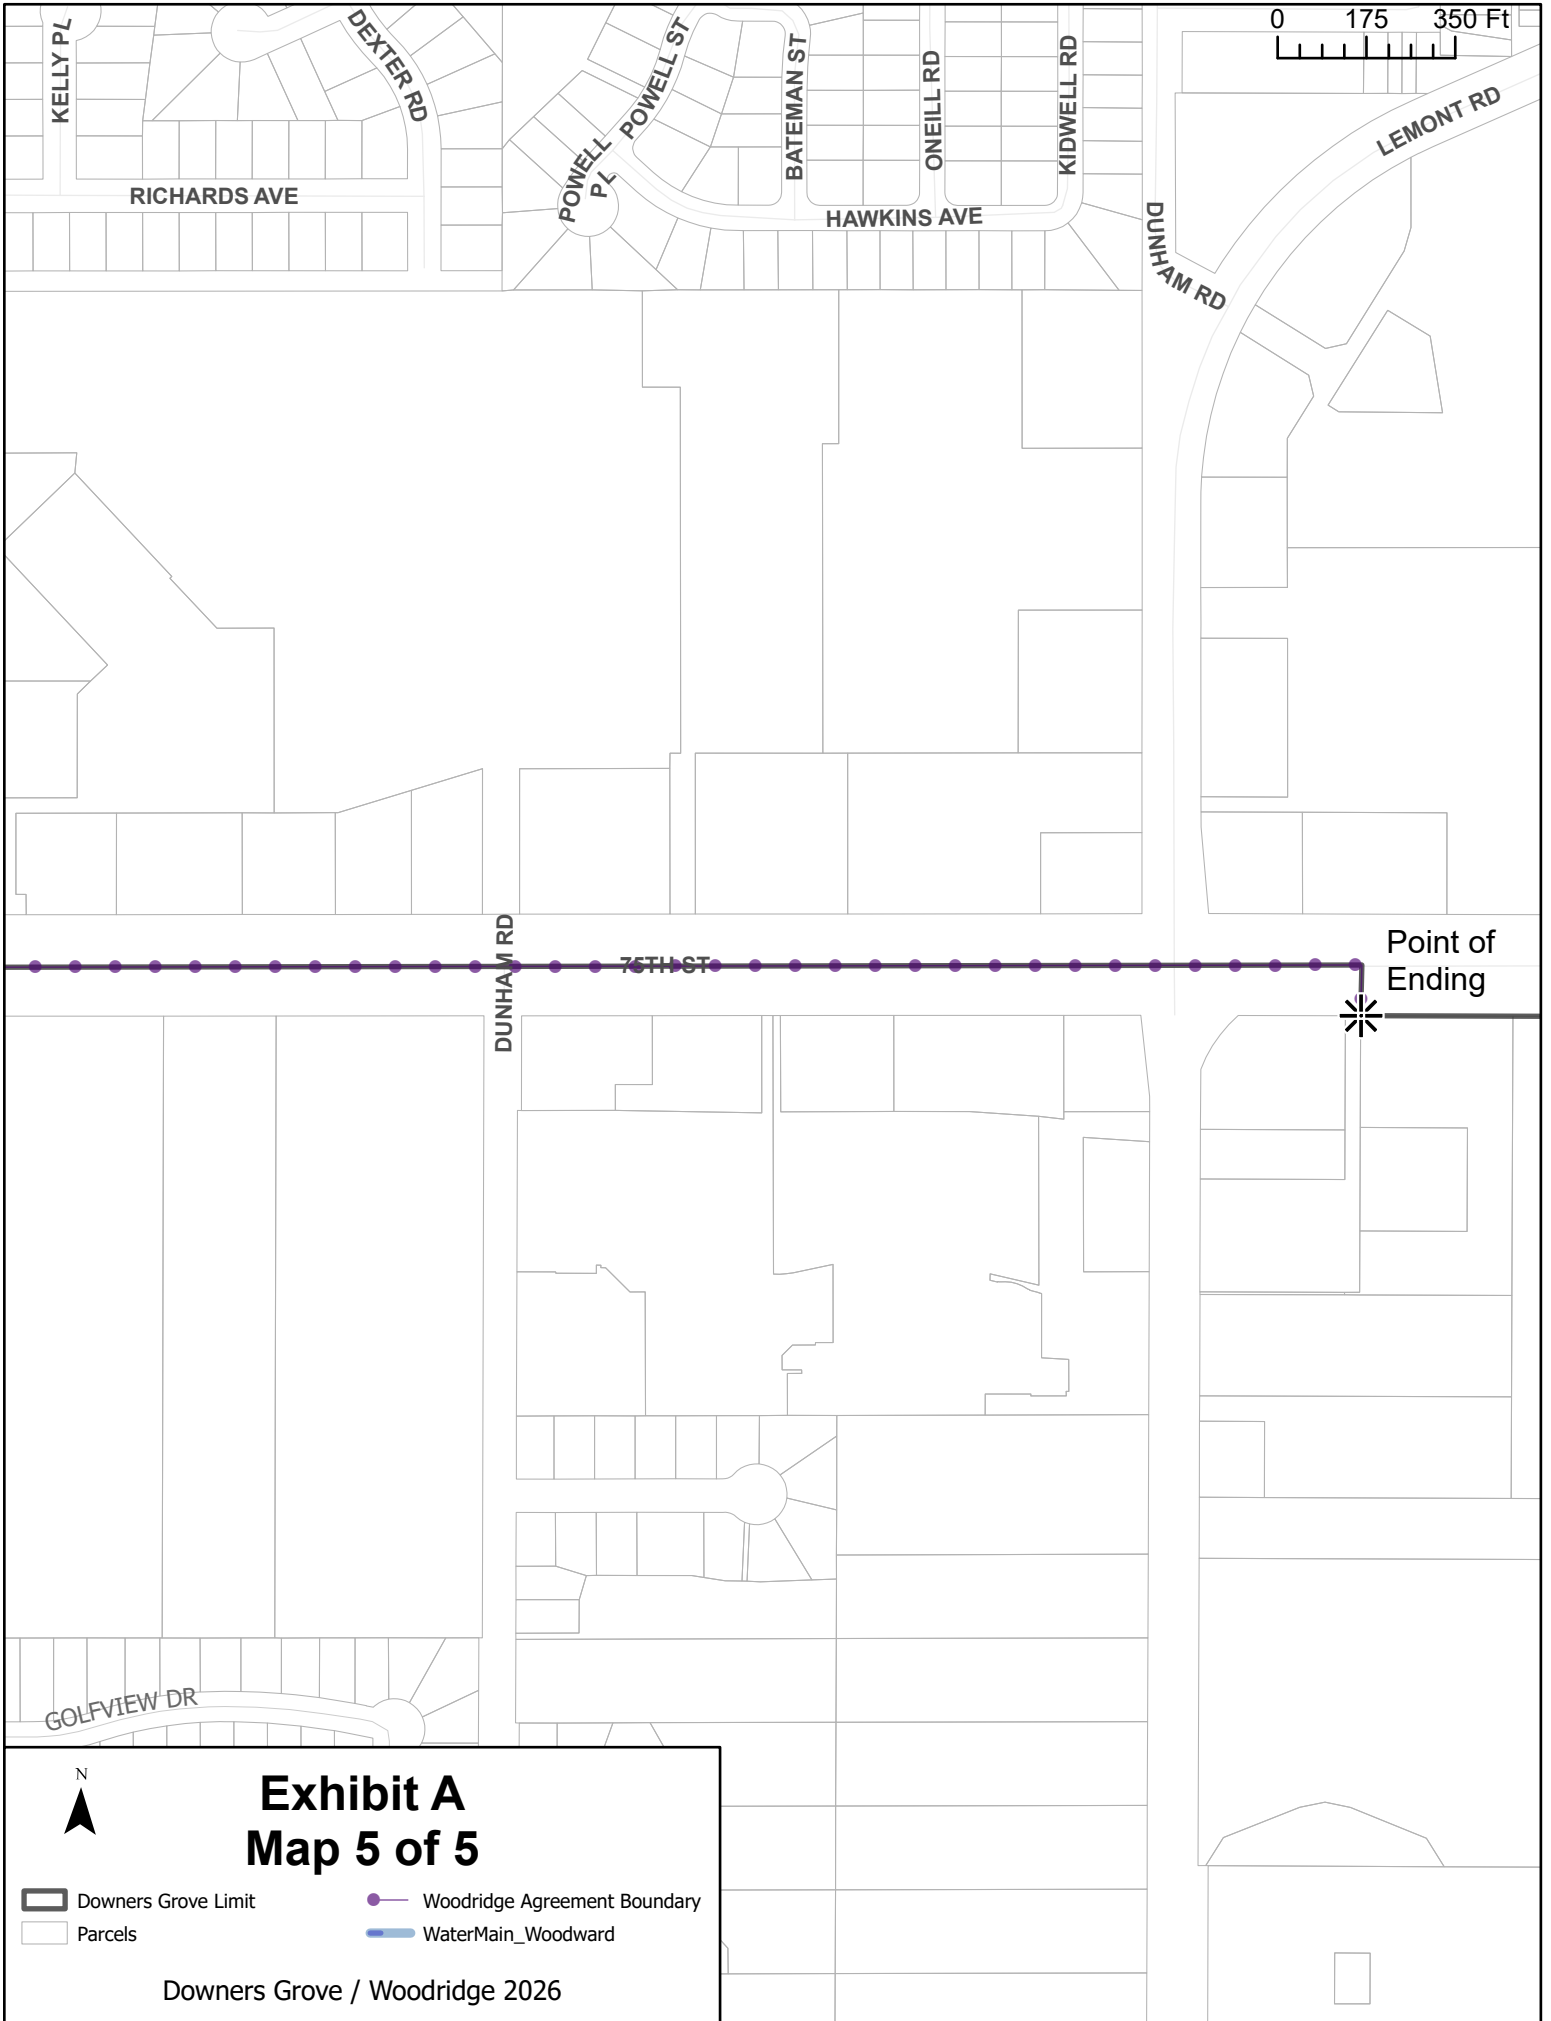 0 175 350 Ft
KELLY PL
DEXTER RD
POWELL ST
BATEMAN ST
ONEILL RD
KIDWELL RD
LEMONT RD
POWELL
PL
RICHARDS AVE
HAWKINS AVE
DUNHAM RD
DUNHAM RD
75TH ST
Point of
Ending
GOLFVIEW DR
N
Exhibit A
Map 5 of 5
Downers Grove Limit
Woodridge Agreement Boundary
Parcels
WaterMain_Woodward
Downers Grove / Woodridge 2026